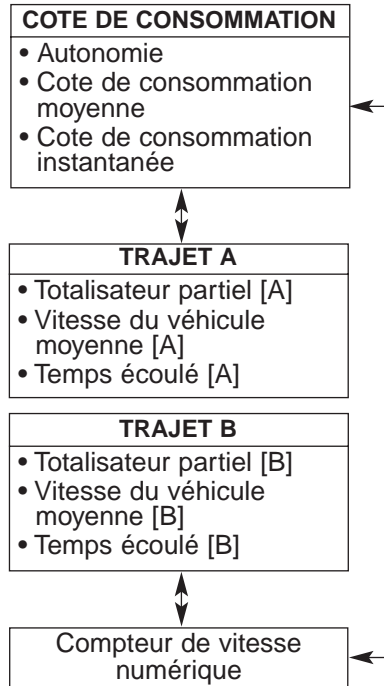 COTE DE CONSOMMATION
• Autonomie
• Cote de consommation
moyenne
• Cote de consommation
instantanée
TRAJET A
• Totalisateur partiel [A]
• Vitesse du véhicule
moyenne [A]
• Temps écoulé [A]
TRAJET B
• Totalisateur partiel [B]
• Vitesse du véhicule
moyenne [B]
• Temps écoulé [B]
Compteur de vitesse
numérique